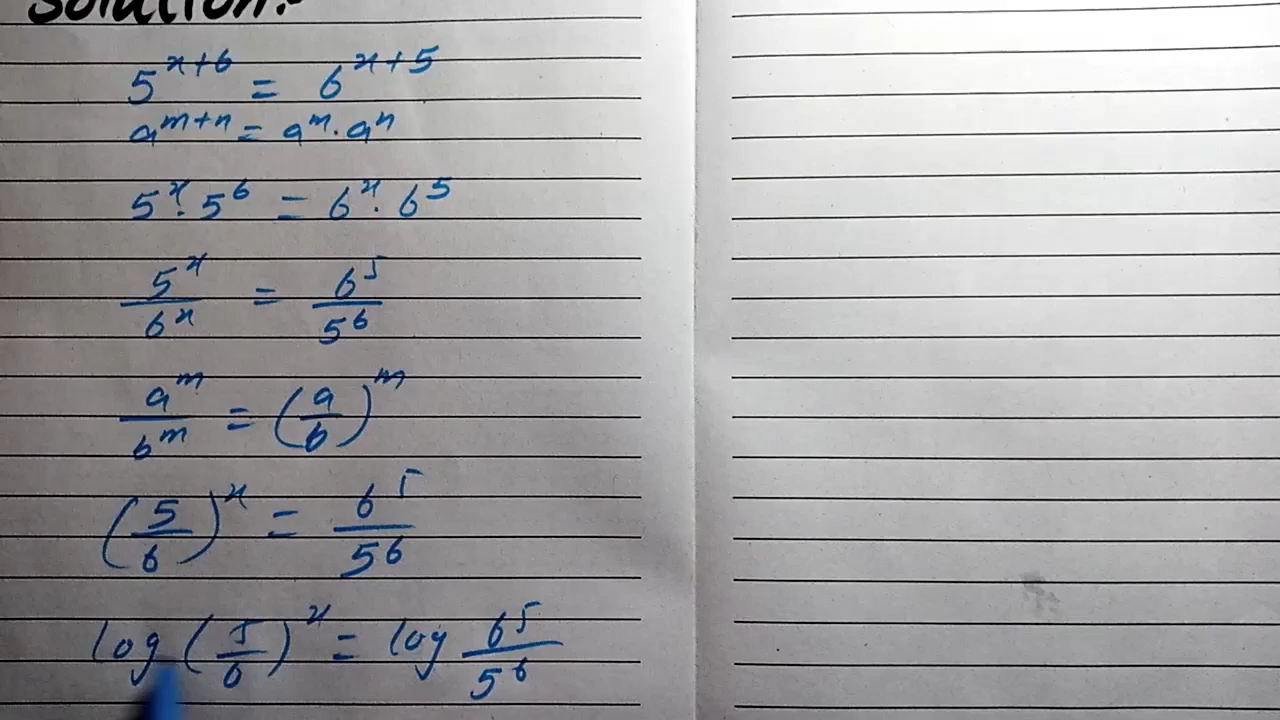 Solution:-
5^{x+6} = 6^{x+5}
a^{m+n} = a^m · a^n
5^x · 5^6 = 6^x · 6^5
5^x / 6^x = 6^5 / 5^6
a^m / b^m = (a/b)^m
(5/6)^x = 6^5 / 5^6
log (5/6)^x = log 6^5 / 5^6